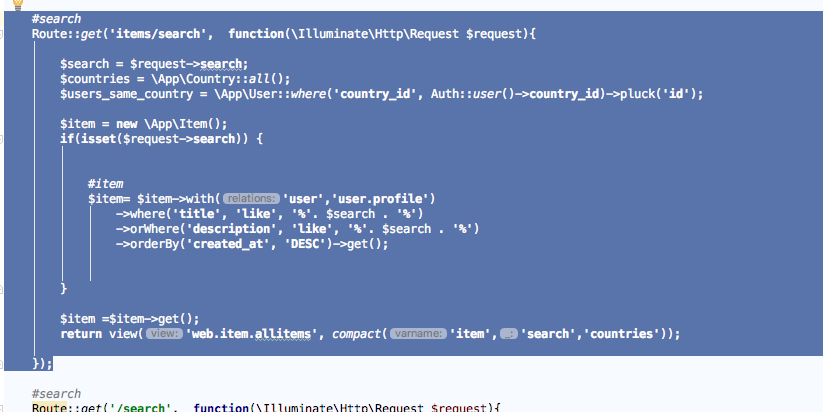 #search
Route::get('items/search',  function(\Illuminate\Http\Request $request){
$search = $request->search;
$countries = \App\Country::all();
$users_same_country = \App\User::where('country_id', Auth::user()->country_id)->pluck('id');
$item = new \App\Item();
if(isset($request->search)) {
#item
$item= $item->with( relations: 'user','user.profile')
->where('title', 'like', '%'. $search . '%')
->orWhere('description', 'like', '%'. $search . '%')
->orderBy('created_at', 'DESC')->get();
}
$item =$item->get();
return view( view: 'web.item.allitems', compact( varname: 'item', _: 'search','countries'));
});
#search
Route::get('/search',  function(\Illuminate\Http\Request $request){